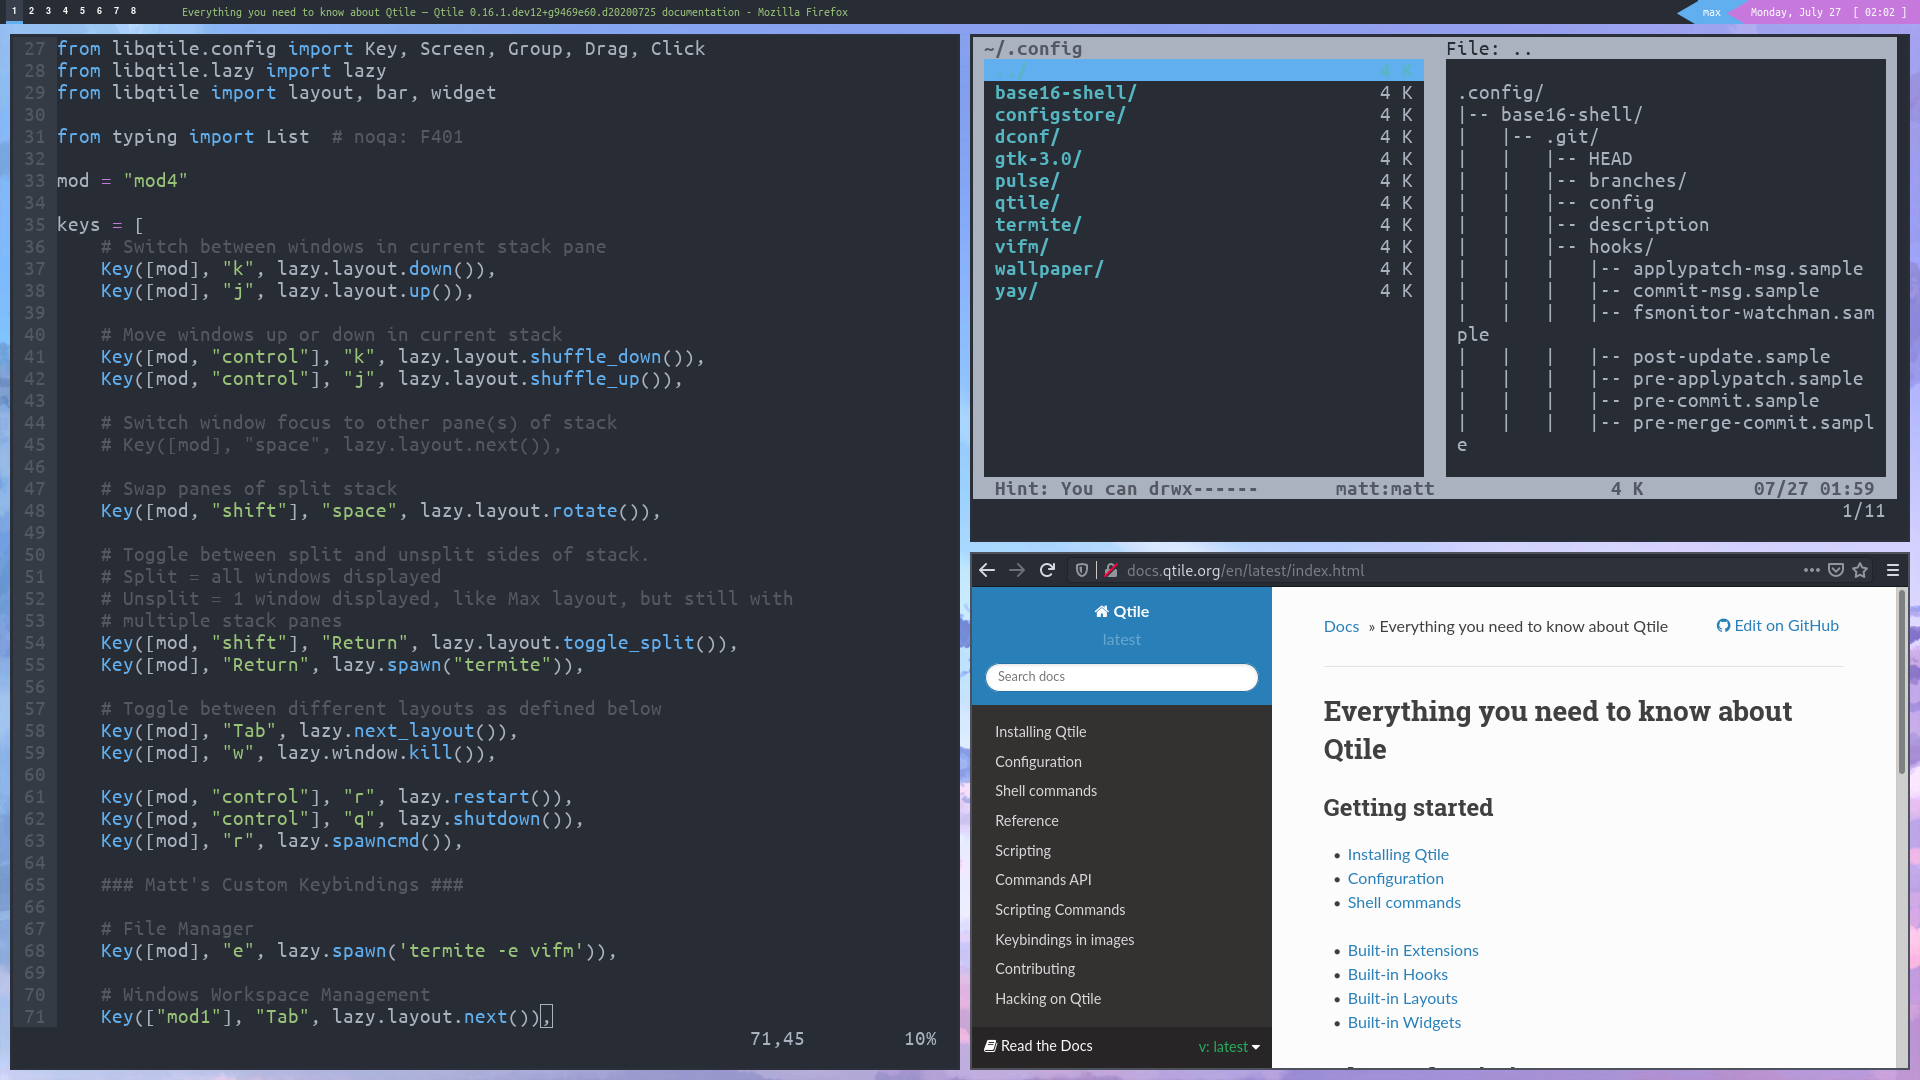 1 2 3 4 5 6 7 8 Everything you need to know about Qtile — Qtile 0.16.1.dev12+g9469e60.d20200725 documentation - Mozilla Firefox max Monday, July 27 [ 02:02 ]
27 from libqtile.config import Key, Screen, Group, Drag, Click
28 from libqtile.lazy import lazy
29 from libqtile import layout, bar, widget
30
31 from typing import List  # noqa: F401
32
33 mod = "mod4"
34
35 keys = [
36     # Switch between windows in current stack pane
37     Key([mod], "k", lazy.layout.down()),
38     Key([mod], "j", lazy.layout.up()),
39
40     # Move windows up or down in current stack
41     Key([mod, "control"], "k", lazy.layout.shuffle_down()),
42     Key([mod, "control"], "j", lazy.layout.shuffle_up()),
43
44     # Switch window focus to other pane(s) of stack
45     # Key([mod], "space", lazy.layout.next()),
46
47     # Swap panes of split stack
48     Key([mod, "shift"], "space", lazy.layout.rotate()),
49
50     # Toggle between split and unsplit sides of stack.
51     # Split = all windows displayed
52     # Unsplit = 1 window displayed, like Max layout, but still with
53     # multiple stack panes
54     Key([mod, "shift"], "Return", lazy.layout.toggle_split()),
55     Key([mod], "Return", lazy.spawn("termite")),
56
57     # Toggle between different layouts as defined below
58     Key([mod], "Tab", lazy.next_layout()),
59     Key([mod], "w", lazy.window.kill()),
60
61     Key([mod, "control"], "r", lazy.restart()),
62     Key([mod, "control"], "q", lazy.shutdown()),
63     Key([mod], "r", lazy.spawncmd()),
64
65     ### Matt's Custom Keybindings ###
66
67     # File Manager
68     Key([mod], "e", lazy.spawn('termite -e vifm')),
69
70     # Windows Workspace Management
71     Key(["mod1"], "Tab", lazy.layout.next()),
71,45 10%
~/.config
../ 4 K
base16-shell/ 4 K
configstore/ 4 K
dconf/ 4 K
gtk-3.0/ 4 K
pulse/ 4 K
qtile/ 4 K
termite/ 4 K
vifm/ 4 K
wallpaper/ 4 K
yay/ 4 K
File: ..
.config/
|-- base16-shell/
|   |-- .git/
|   |   |-- HEAD
|   |   |-- branches/
|   |   |-- config
|   |   |-- description
|   |   |-- hooks/
|   |   |   |-- applypatch-msg.sample
|   |   |   |-- commit-msg.sample
|   |   |   |-- fsmonitor-watchman.sam
ple
|   |   |   |-- post-update.sample
|   |   |   |-- pre-applypatch.sample
|   |   |   |-- pre-commit.sample
|   |   |   |-- pre-merge-commit.sampl
e
Hint: You can drwx------ matt:matt 4 K 07/27 01:59
1/11
docs.qtile.org/en/latest/index.html
Qtile
latest
Search docs
Installing Qtile
Configuration
Shell commands
Reference
Scripting
Commands API
Scripting Commands
Keybindings in images
Contributing
Hacking on Qtile
Read the Docs v: latest
Docs » Everything you need to know about Qtile Edit on GitHub
Everything you need to know about
Qtile
Getting started
• Installing Qtile
• Configuration
• Shell commands
• Built-in Extensions
• Built-in Hooks
• Built-in Layouts
• Built-in Widgets